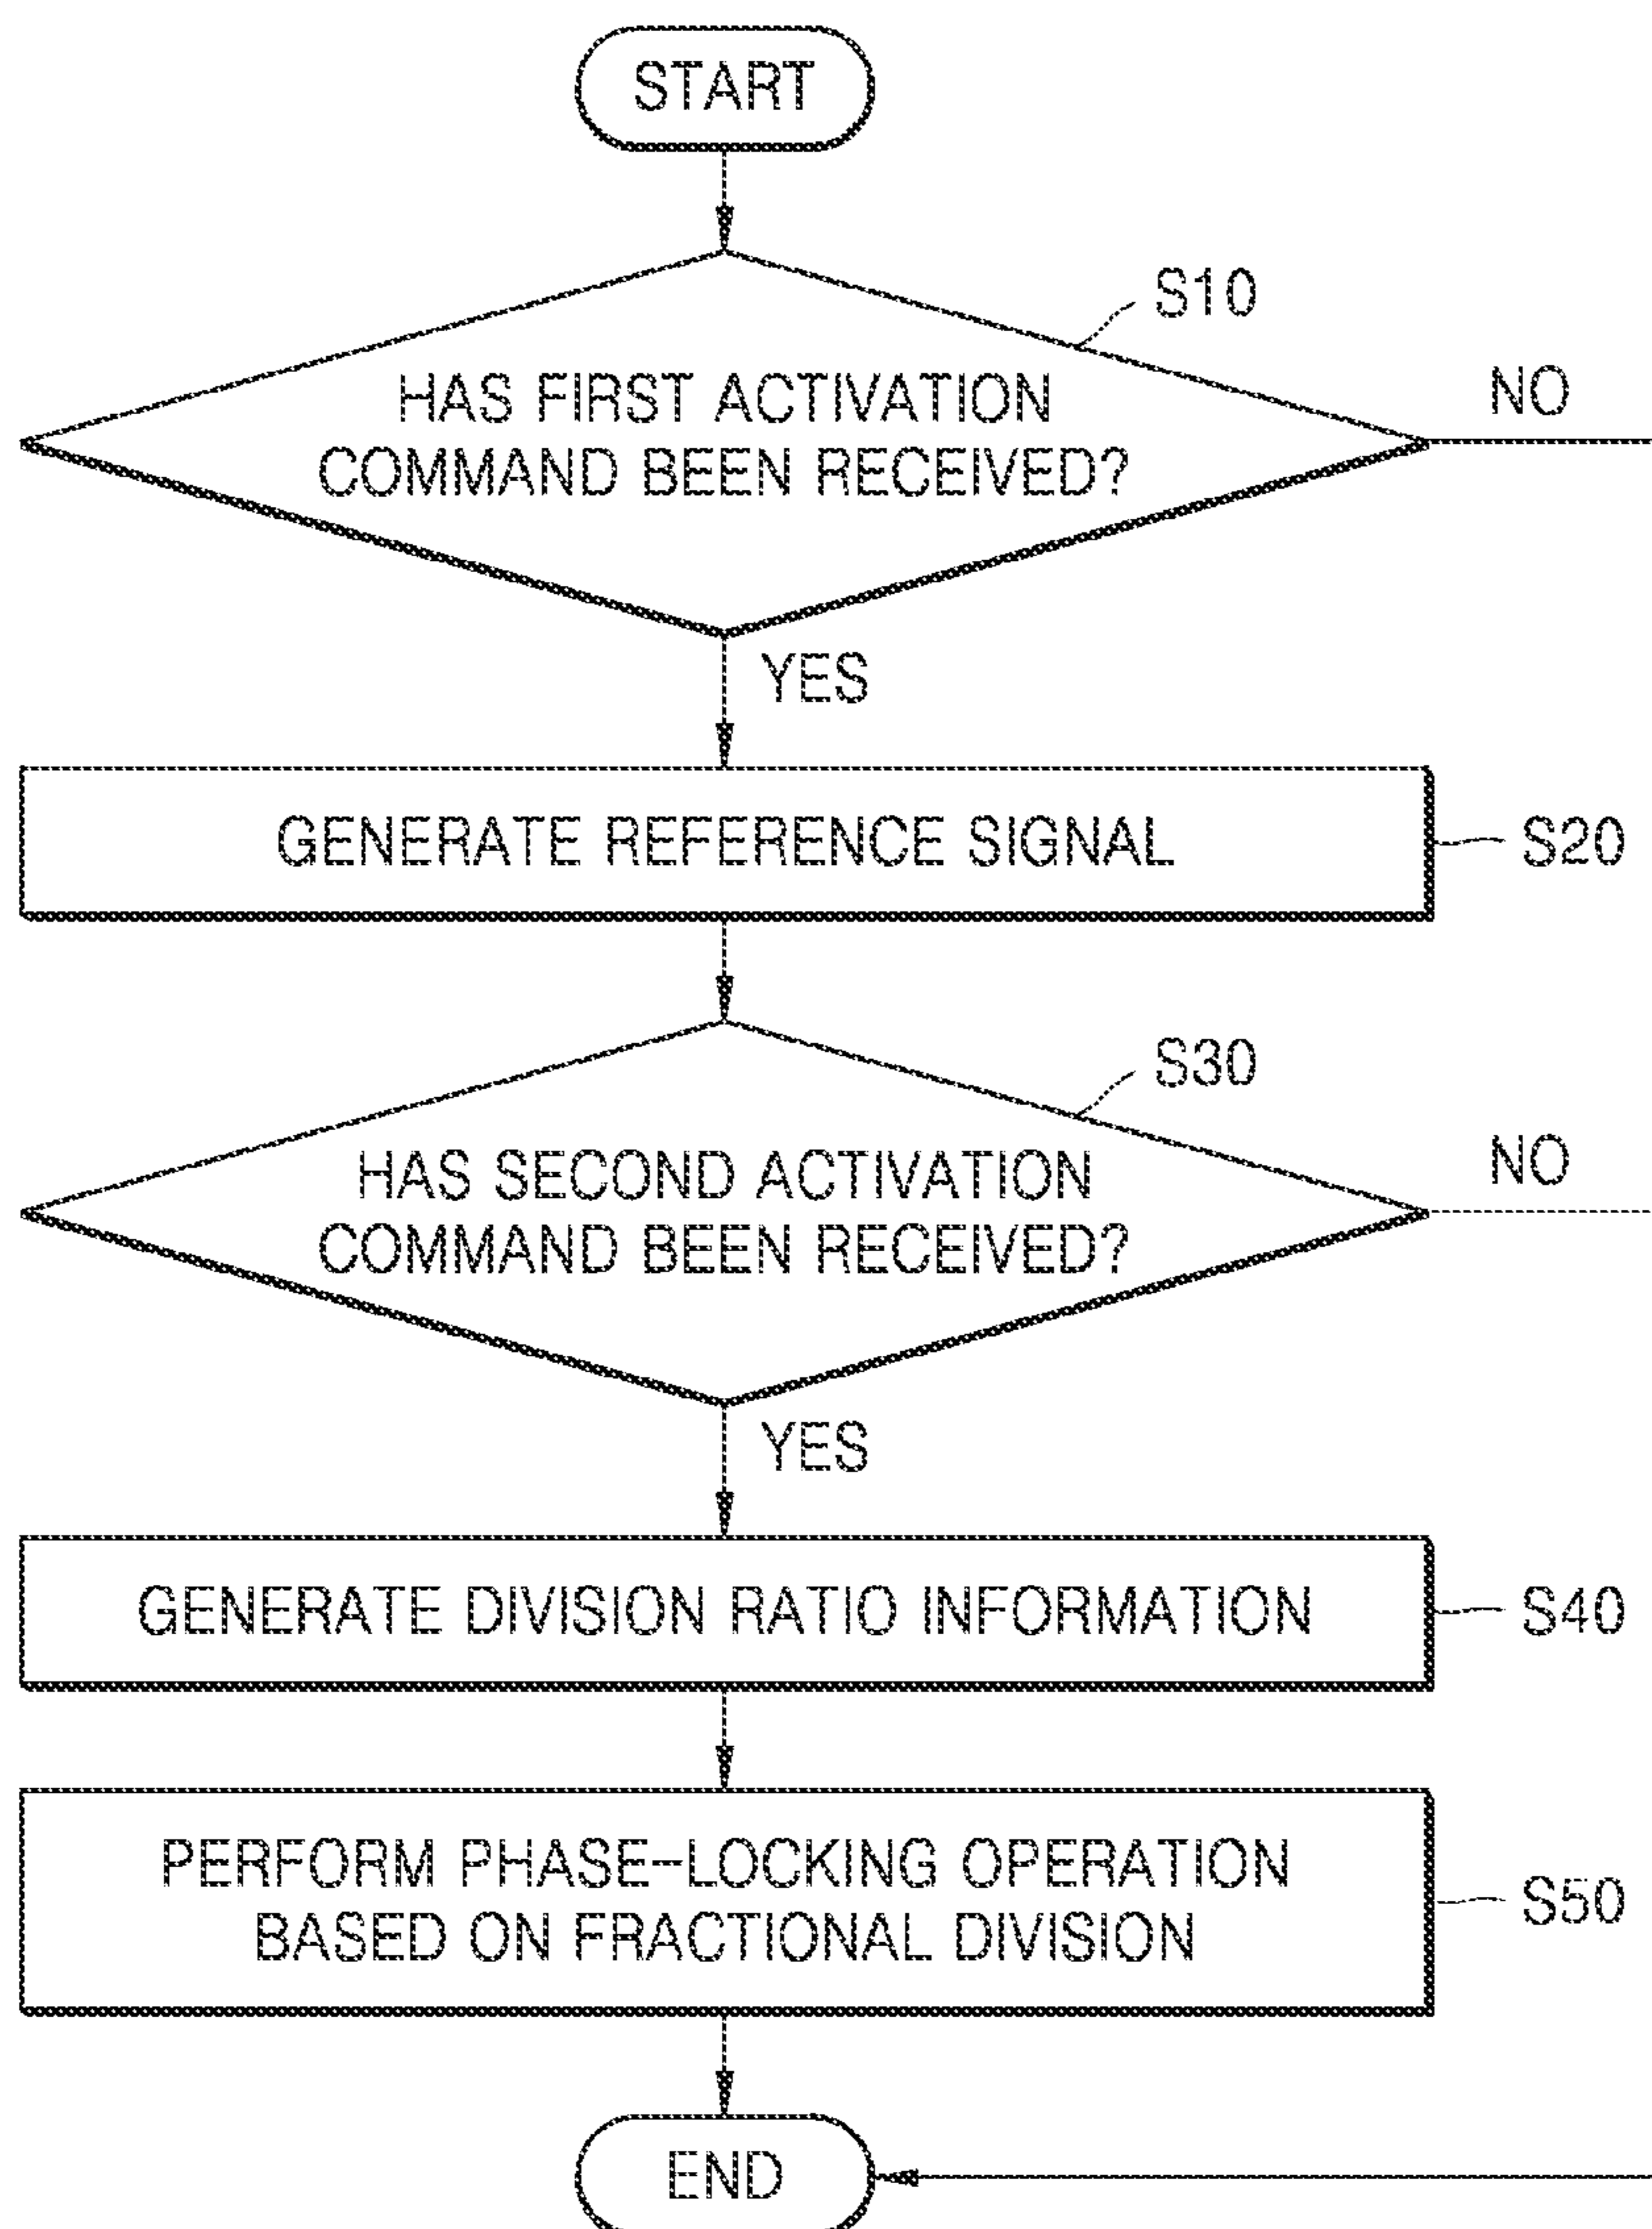 START
S10
HAS FIRST ACTIVATION
COMMAND BEEN RECEIVED?
NO
YES
GENERATE REFERENCE SIGNAL
S20
S30
HAS SECOND ACTIVATION
COMMAND BEEN RECEIVED?
NO
YES
GENERATE DIVISION RATIO INFORMATION
S40
PERFORM PHASE-LOCKING OPERATION
BASED ON FRACTIONAL DIVISION
S50
END